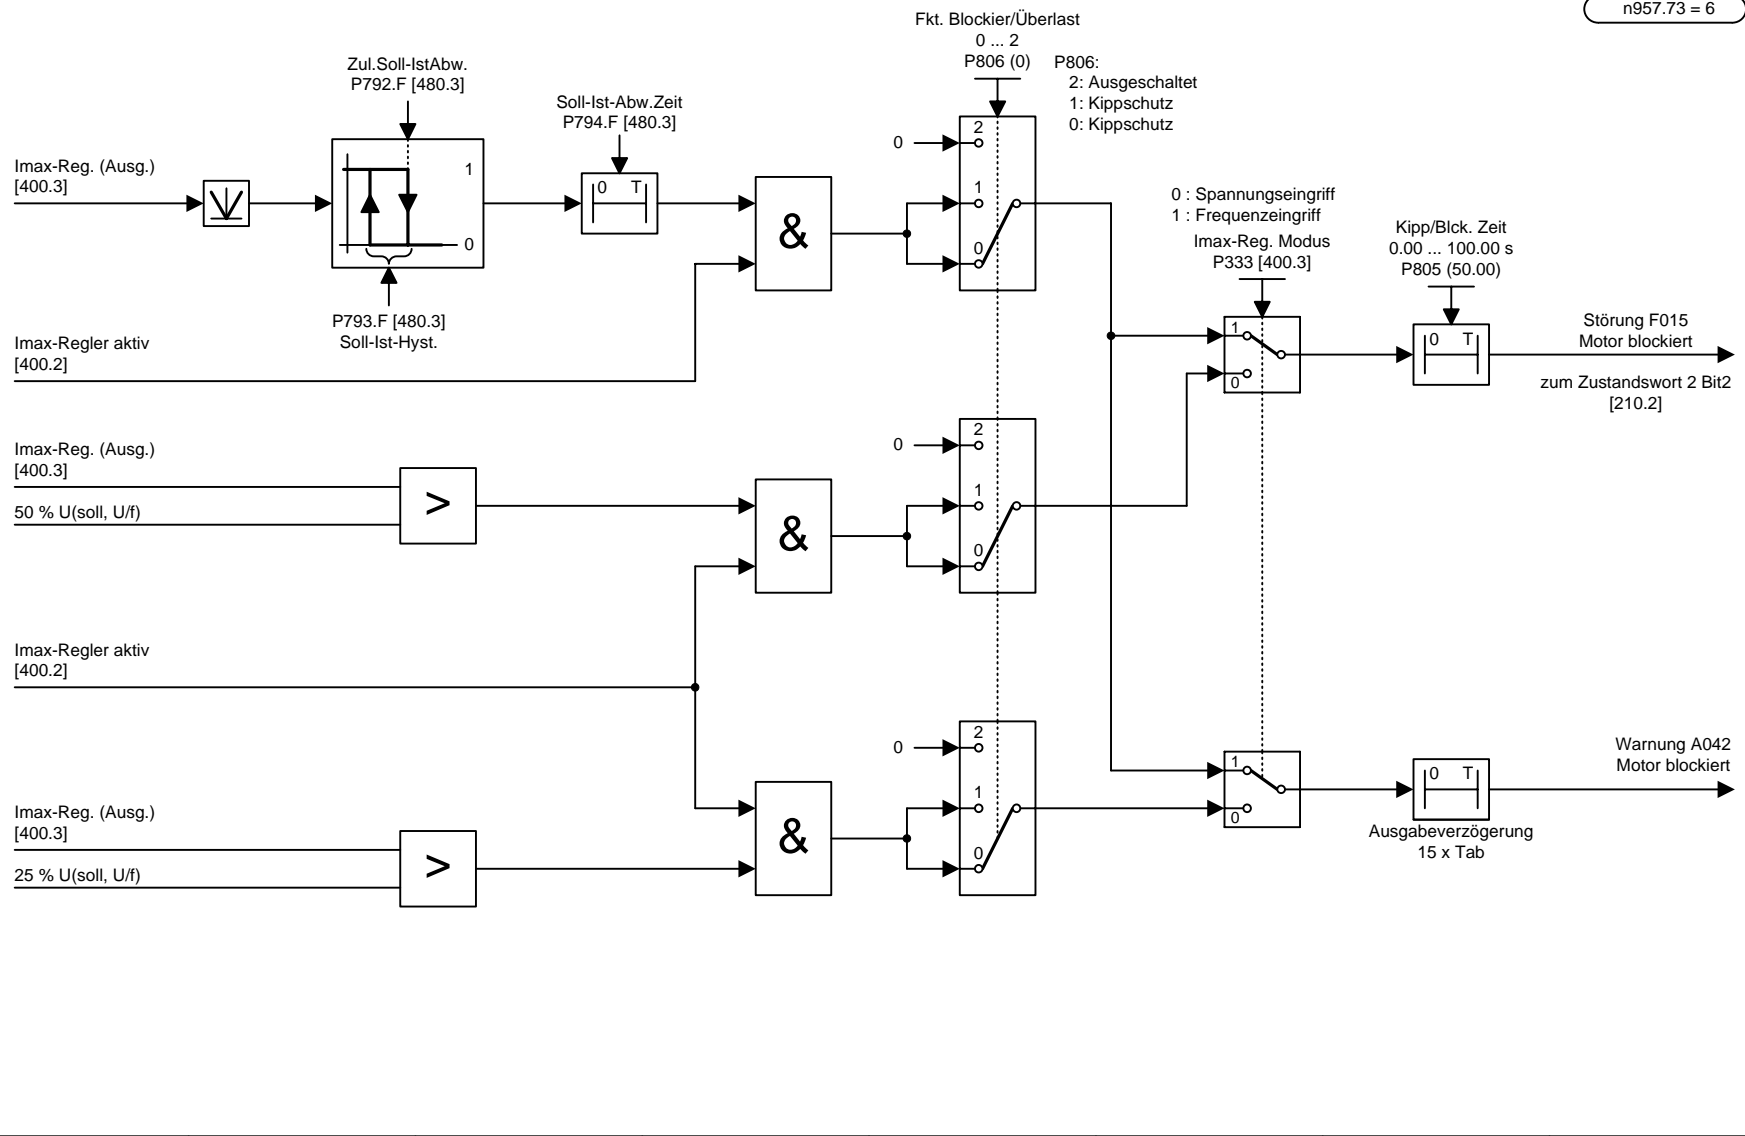 n957.73 = 6
Fkt. Blockier/Überlast
0 ... 2
P806 (0)
P806:
2: Ausgeschaltet
1: Kippschutz
0: Kippschutz
Zul.Soll-IstAbw.
P792.F [480.3]
Soll-Ist-Abw.Zeit
P794.F [480.3]
Imax-Reg. (Ausg.)
[400.3]
1
0
0 T
&
0
2
1
0
P793.F [480.3]
Soll-Ist-Hyst.
Imax-Regler aktiv
[400.2]
0 : Spannungseingriff
1 : Frequenzeingriff
Imax-Reg. Modus
P333 [400.3]
Kipp/Blck. Zeit
0.00 ... 100.00 s
P805 (50.00)
1
0
0 T
Störung F015
Motor blockiert
zum Zustandswort 2 Bit2
[210.2]
Imax-Reg. (Ausg.)
[400.3]
50 % U(soll, U/f)
>
&
0
2
1
0
Imax-Regler aktiv
[400.2]
Imax-Reg. (Ausg.)
[400.3]
25 % U(soll, U/f)
>
&
0
2
1
0
1
0
0 T
Ausgabeverzögerung
15 x Tab
Warnung A042
Motor blockiert